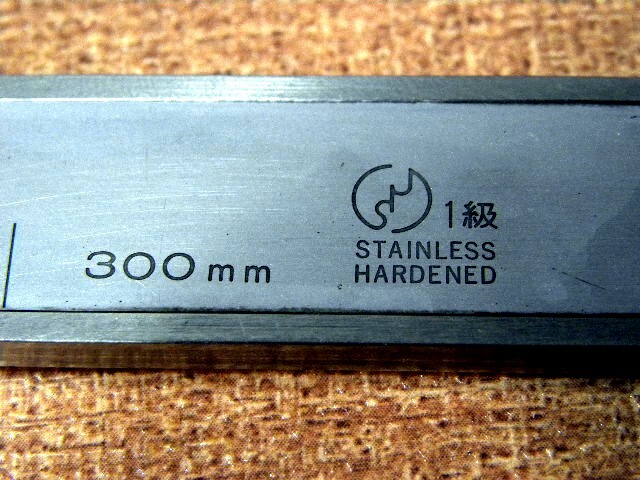 1級
300mm
STAINLESS
HARDENED